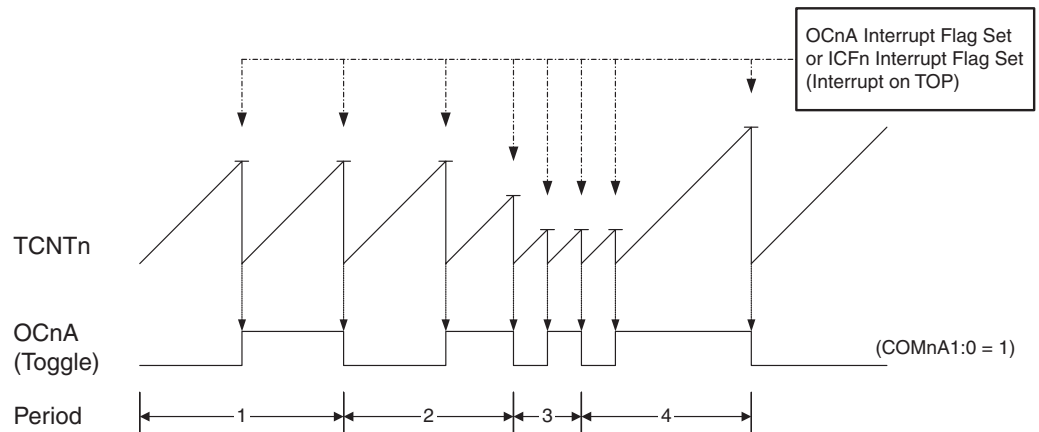 OCnA Interrupt Flag Set
or ICFn Interrupt Flag Set
(Interrupt on TOP)
TCNTn
OCnA
(Toggle)
(COMnA1:0 = 1)
Period
1
2
3
4